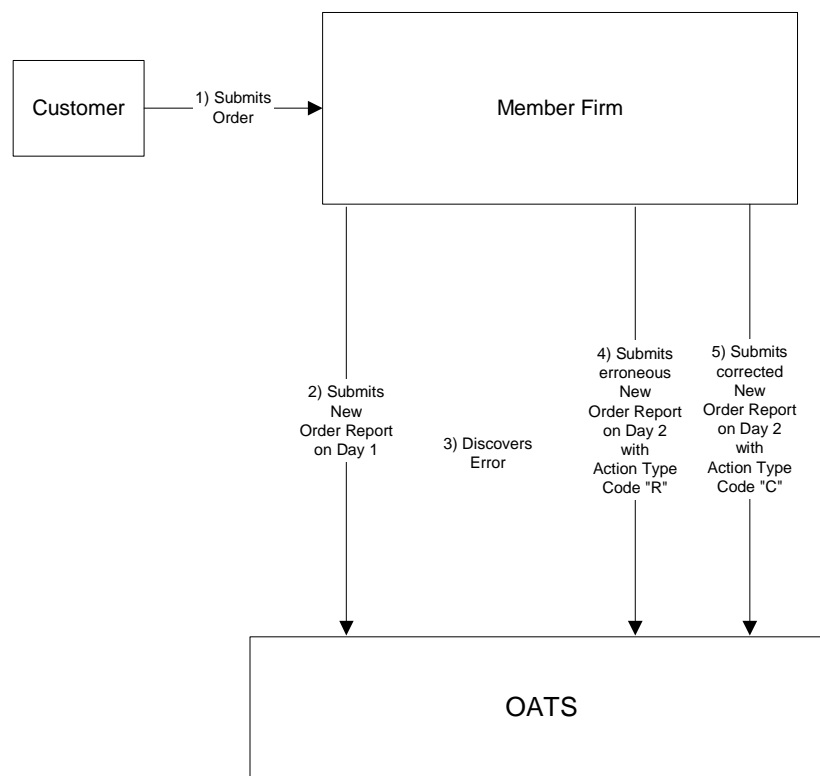 Customer
1) Submits
Order
Member Firm
2) Submits
New
Order Report
on Day 1
3) Discovers
Error
4) Submits
erroneous
New
Order Report
on Day 2
with
Action Type
Code "R"
5) Submits
corrected
New
Order Report
on Day 2
with
Action Type
Code "C"
OATS